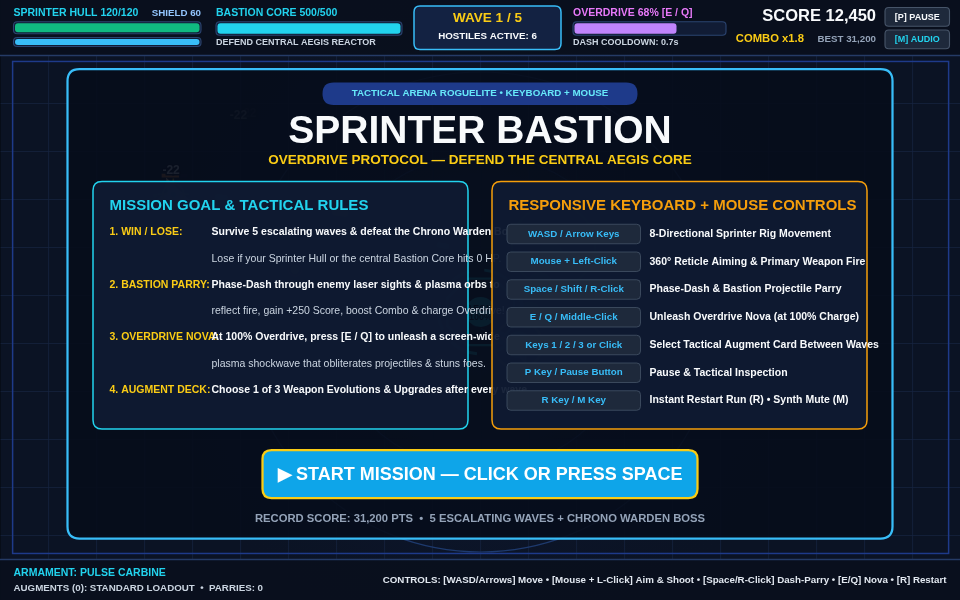 SPRINTER HULL 120/120 SHIELD 60
BASTION CORE 500/500
DEFEND CENTRAL AEGIS REACTOR
WAVE 1 / 5
HOSTILES ACTIVE: 6
OVERDRIVE 68% [E / Q]
DASH COOLDOWN: 0.7s
SCORE 12,450
COMBO x1.8 BEST 31,200
[P] PAUSE
[M] AUDIO
TACTICAL ARENA ROGUELITE • KEYBOARD + MOUSE
SPRINTER BASTION
OVERDRIVE PROTOCOL — DEFEND THE CENTRAL AEGIS CORE
-22
MISSION GOAL & TACTICAL RULES
1. WIN / LOSE: Survive 5 escalating waves & defeat the Chrono Warden
Lose if your Sprinter Hull or the central Bastion Core hits 0 H
2. BASTION PARRY: Phase-Dash through enemy laser sights & plasma orbs to
reflect fire, gain +250 Score, boost Combo & charge Overdrive
3. OVERDRIVE NOVA: At 100% Overdrive, press [E / Q] to unleash a screen-wide
plasma shockwave that obliterates projectiles & stuns foes.
4. AUGMENT DECK: Choose 1 of 3 Weapon Evolutions & Upgrades after every wave.
RESPONSIVE KEYBOARD + MOUSE CONTROLS
WASD / Arrow Keys 8-Directional Sprinter Rig Movement
Mouse + Left-Click 360° Reticle Aiming & Primary Weapon Fire
Space / Shift / R-Click Phase-Dash & Bastion Projectile Parry
E / Q / Middle-Click Unleash Overdrive Nova (at 100% Charge)
Keys 1 / 2 / 3 or Click Select Tactical Augment Card Between Waves
P Key / Pause Button Pause & Tactical Inspection
R Key / M Key Instant Restart Run (R) • Synth Mute (M)
▶ START MISSION — CLICK OR PRESS SPACE
RECORD SCORE: 31,200 PTS • 5 ESCALATING WAVES + CHRONO WARDEN BOSS
ARMAMENT: PULSE CARBINE
AUGMENTS (0): STANDARD LOADOUT • PARRIES: 0
CONTROLS: [WASD/Arrows] Move • [Mouse + L-Click] Aim & Shoot • [Space/R-Click] Dash-Parry • [E/Q] Nova • [R] Restart